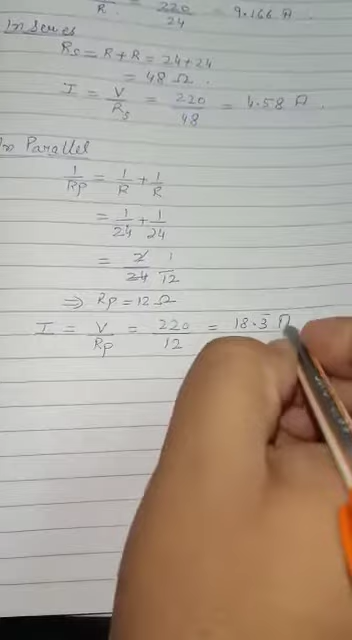 R. = 220/24 = 9.166 A.
In Series
Rs = R + R = 24 + 24
= 48 Ω.
I = V/Rs = 220/48 = 4.58 A.
In Parallel
1/Rp = 1/R + 1/R
= 1/24 + 1/24
= 2/24 1/12
⇒ Rp = 12 Ω
I = V/Rp = 220/12 = 18.3̄ A